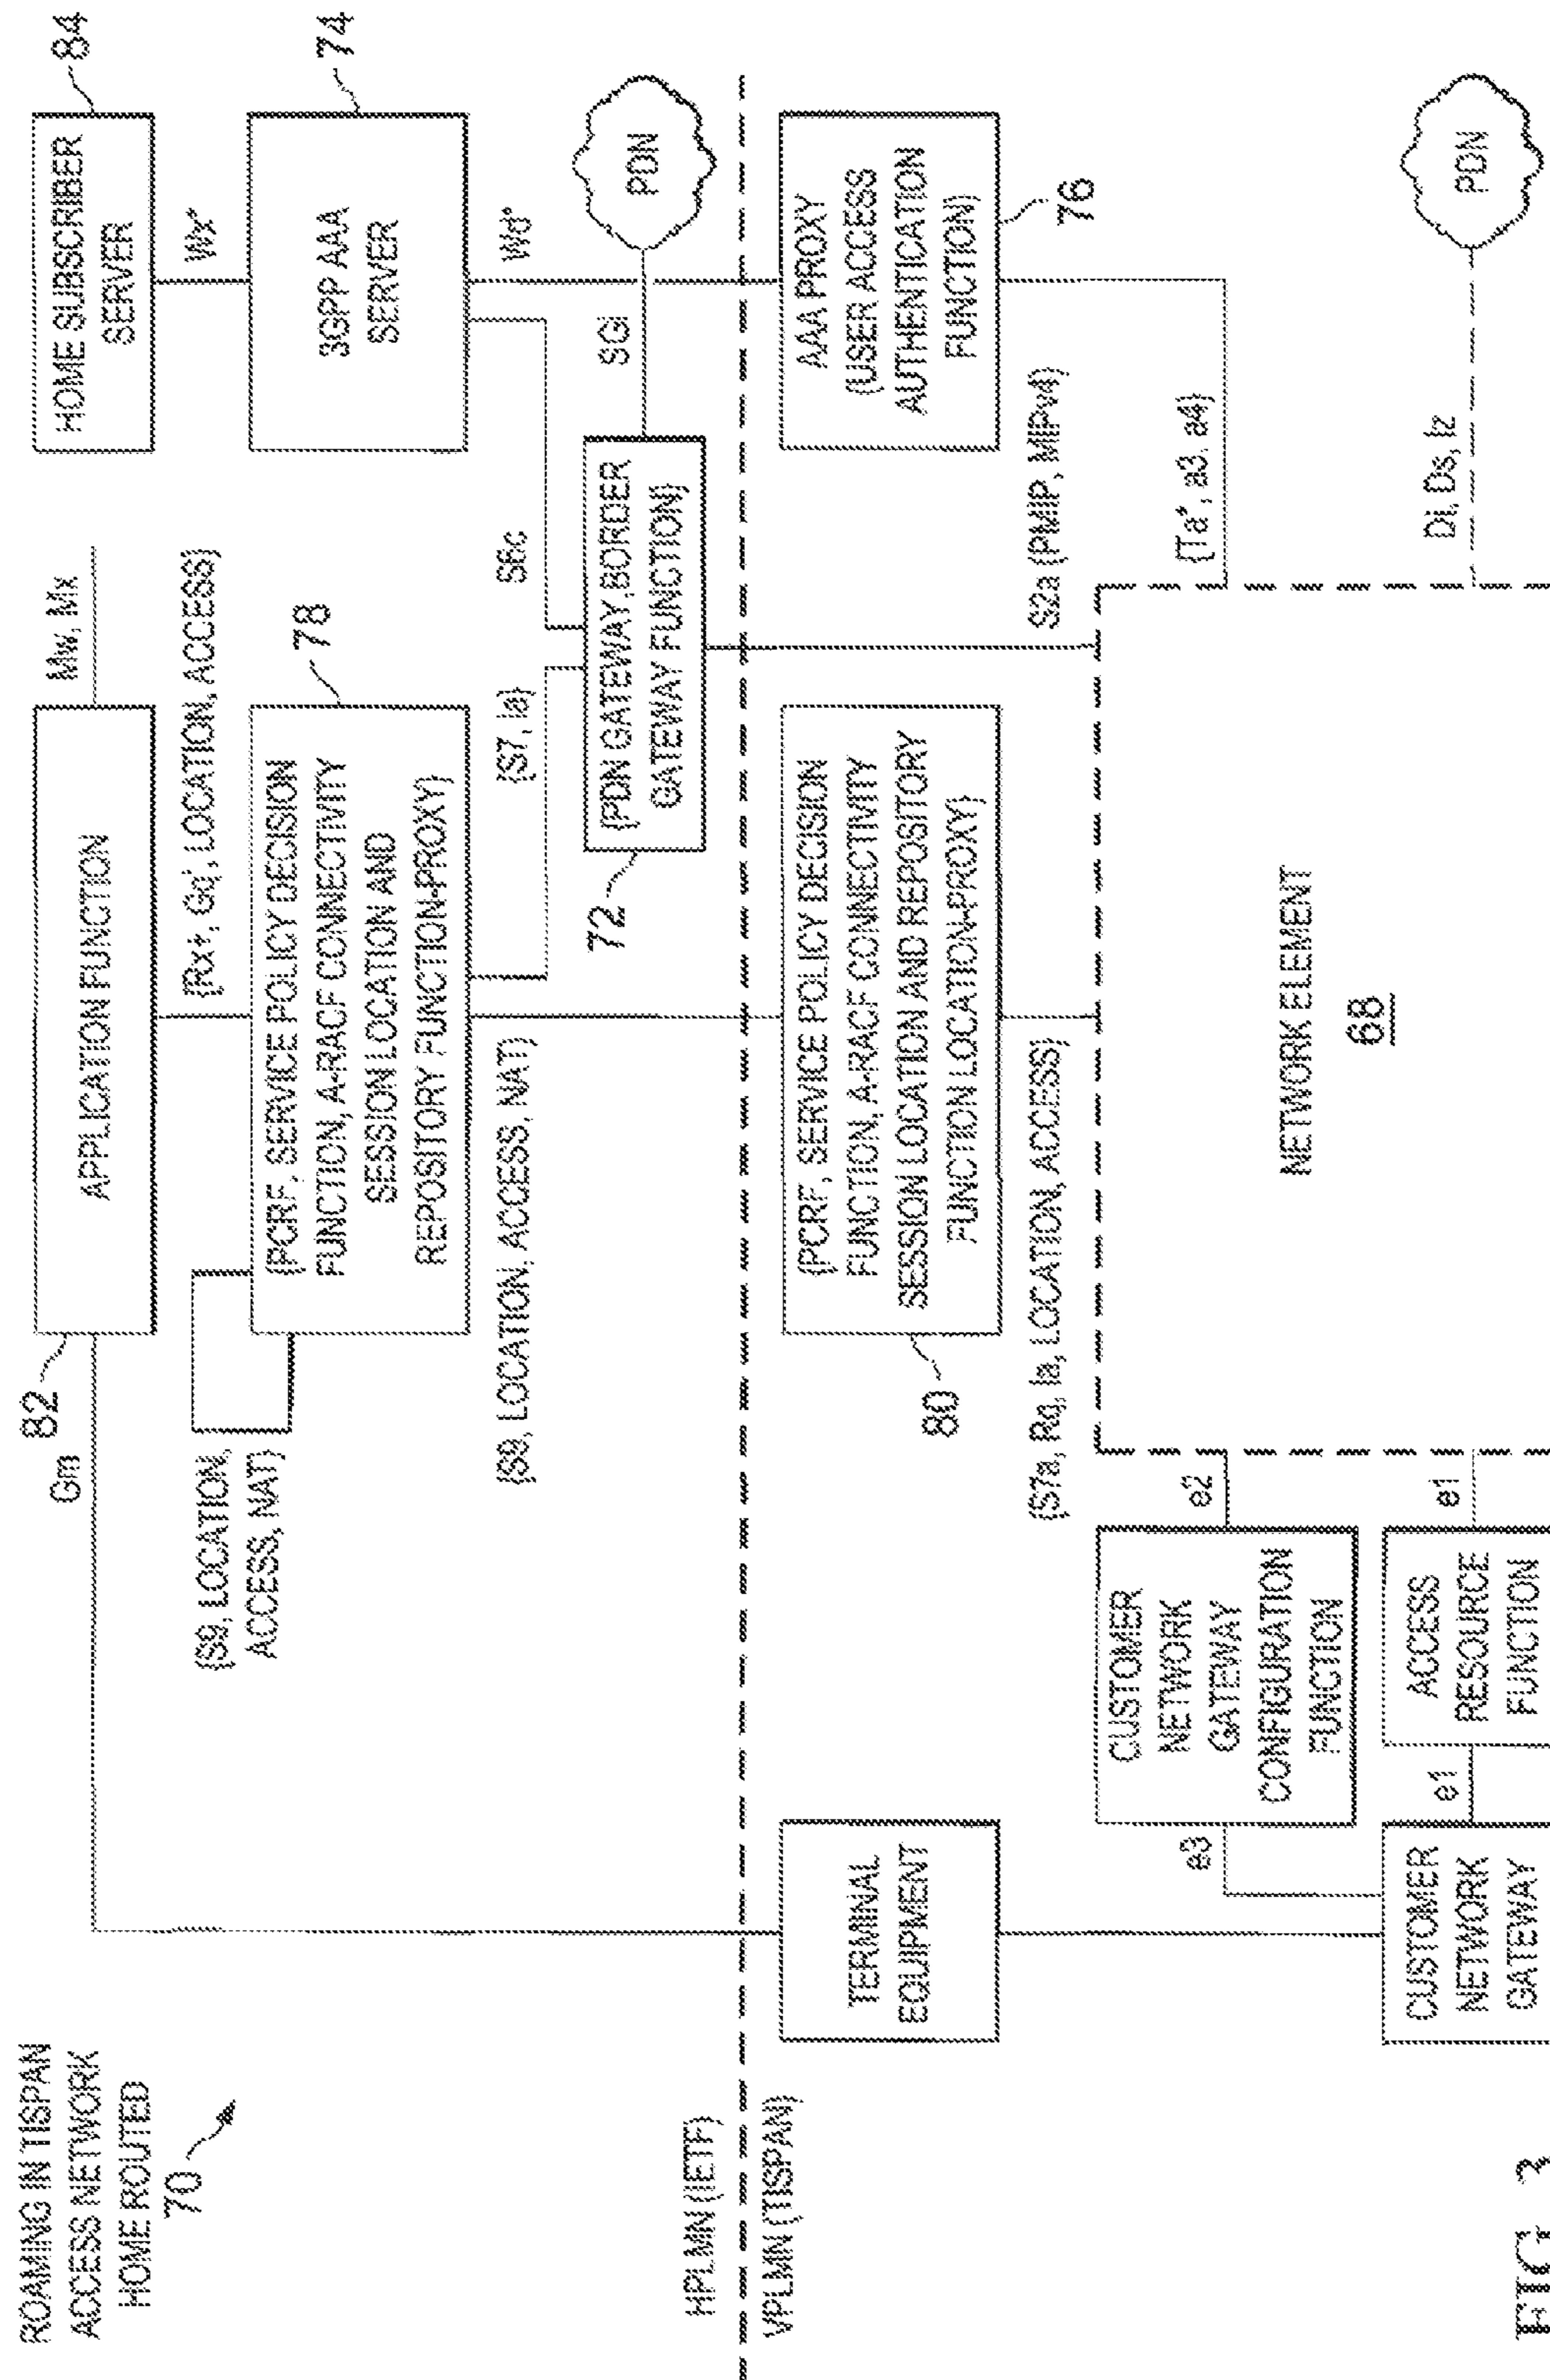 ROAMING IN TISPAN
ACCESS NETWORK
HOME ROUTED
70
82
Gm
APPLICATION FUNCTION
Mw, Mx
HOME SUBSCRIBER
SERVER
84
(S9, LOCATION,
ACCESS, NAT)
{Rx+, Gq', LOCATION, ACCESS}
Wx*
{PCRF, SERVICE POLICY DECISION
FUNCTION, A-RACF CONNECTIVITY
SESSION LOCATION AND
REPOSITORY FUNCTION-PROXY}
78
3GPP AAA
SERVER
74
(S9, LOCATION, ACCESS, NAT)
{S7, Ia}
S6c
Wd*
72
{PDN GATEWAY,BORDER
GATEWAY FUNCTION}
SGi
PDN
HPLMN (IETF)
VPLMN (TISPAN)
TERMINAL
EQUIPMENT
80
{PCRF, SERVICE POLICY DECISION
FUNCTION, A-RACF CONNECTIVITY
SESSION LOCATION AND REPOSITORY
FUNCTION LOCATION-PROXY}
AAA PROXY
(USER ACCESS
AUTHENTICATION
FUNCTION)
76
{S7a, Rq, Ia, LOCATION, ACCESS}
S2a (PMIP, MIPv4)
e3
CUSTOMER
NETWORK
GATEWAY
CONFIGURATION
FUNCTION
e2
{Ta*, a3. a4}
NETWORK ELEMENT
68
CUSTOMER
NETWORK
GATEWAY
e1
ACCESS
RESOURCE
FUNCTION
e1
Di, Ds, Iz
PDN
FIG. 3